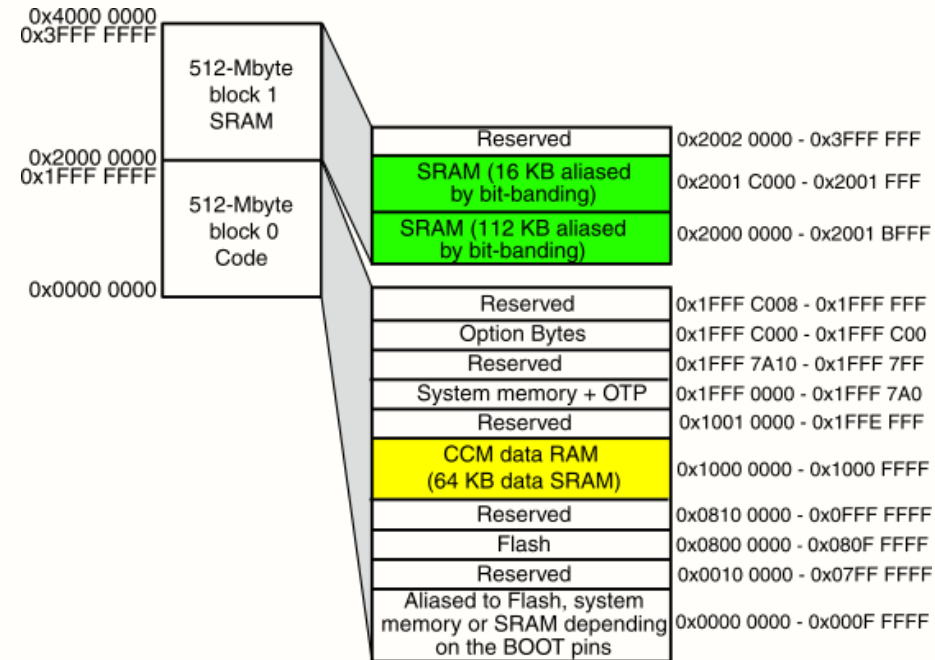 0x4000 0000
0x3FFF FFFF
512-Mbyte
block 1
SRAM
0x2000 0000
0x1FFF FFFF
512-Mbyte
block 0
Code
0x0000 0000
Reserved
0x2002 0000 - 0x3FFF FFF
SRAM (16 KB aliased
by bit-banding)
0x2001 C000 - 0x2001 FFF
SRAM (112 KB aliased
by bit-banding)
0x2000 0000 - 0x2001 BFFF
Reserved
0x1FFF C008 - 0x1FFF FFF
Option Bytes
0x1FFF C000 - 0x1FFF C00
Reserved
0x1FFF 7A10 - 0x1FFF 7FF
System memory + OTP
0x1FFF 0000 - 0x1FFF 7A0
Reserved
0x1001 0000 - 0x1FFE FFF
CCM data RAM
(64 KB data SRAM)
0x1000 0000 - 0x1000 FFFF
Reserved
0x0810 0000 - 0x0FFF FFFF
Flash
0x0800 0000 - 0x080F FFFF
Reserved
0x0010 0000 - 0x07FF FFFF
Aliased to Flash, system
memory or SRAM depending
on the BOOT pins
0x0000 0000 - 0x000F FFFF